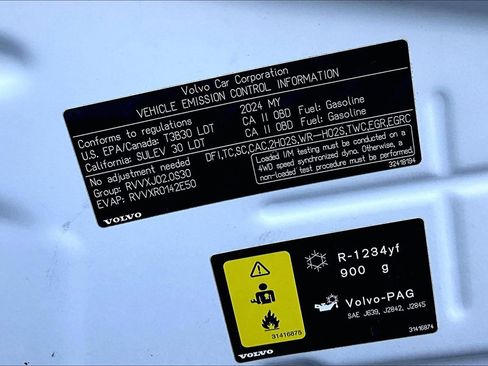 Volvo Car Corporation
VEHICLE EMISSION CONTROL INFORMATION
Conforms to regulations 2024 MY
U.S. EPA/Canada: T3B30 LDT CA II OBD Fuel: Gasoline
California: SULEV 30 LDT CA II OBD Fuel: Gasoline
No adjustment needed DFI,TC,SC,CAC,2HO2S,WR-HO2S,TWC,EGR,EGRC
Group: RVVXJ02.0S30
EVAP: RVVXR0142E50
Loaded I/M testing must be conducted on a
4WD speed synchronized dyno. Otherwise, a
non-loaded test procedure must be performed
VOLVO
32418194
R-1234yf
900 g
Volvo-PAG
SAE J639, J2842, J2845
31416875
31416874
VOLVO